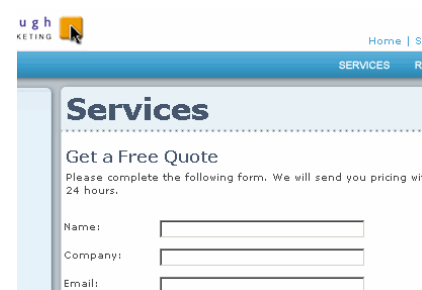 ugh
KETING
Home | S
SERVICES R
Services
Get a Free Quote
Please complete the following form. We will send you pricing wi
24 hours.
Name:
Company:
Email: